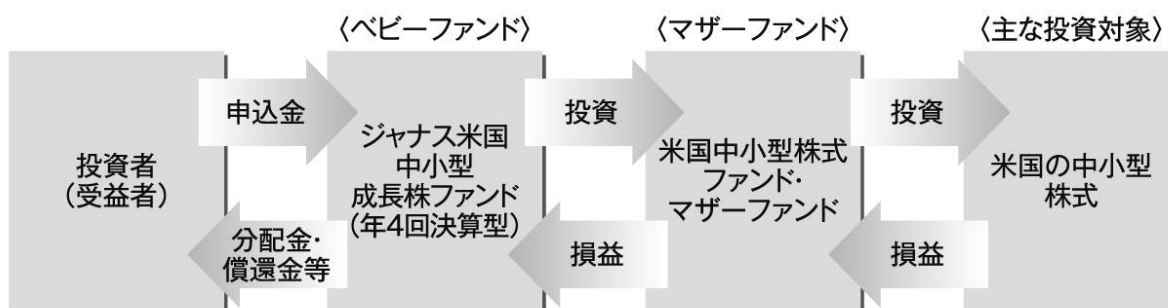 〈ベビーファンド〉
〈マザーファンド〉
〈主な投資対象〉
投資者
(受益者)
申込金
分配金・
償還金等
ジャナス米国
中小型
成長株ファンド
(年4回決算型)
投資
損益
米国中小型株式
ファンド・
マザーファンド
投資
損益
米国の中小型
株式